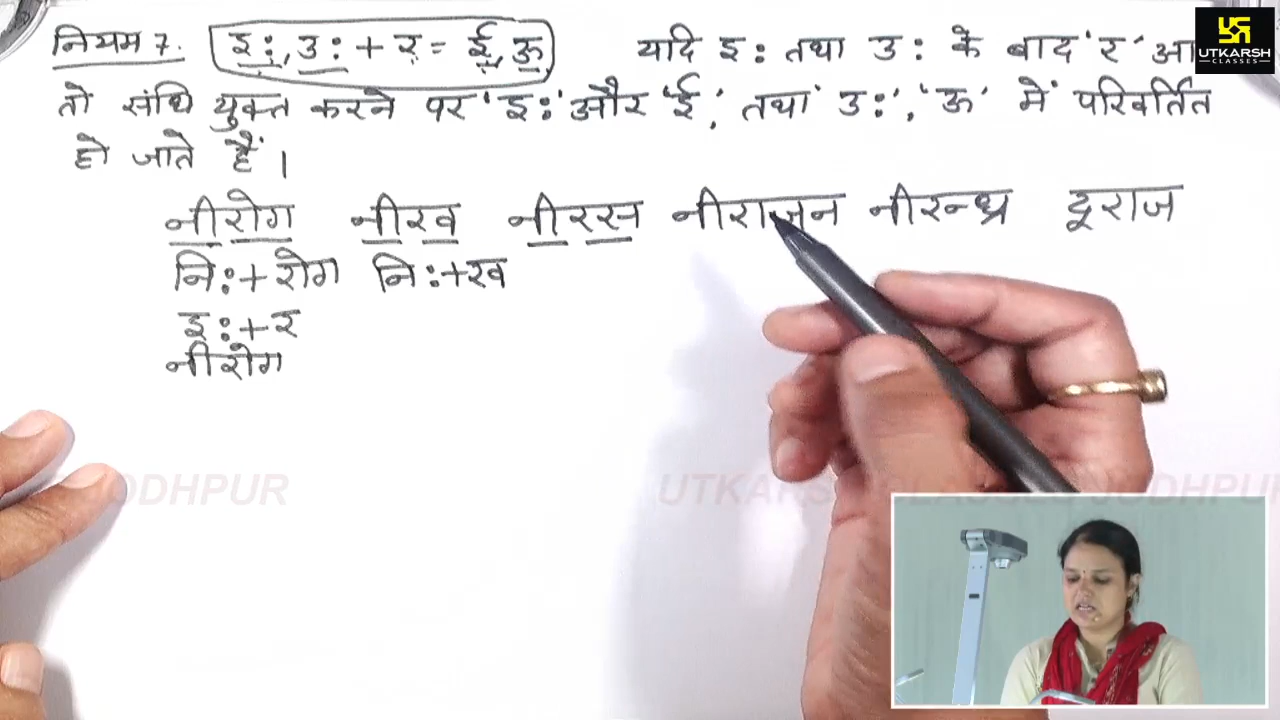 नियम 7. इः, उः + र = ई, ऊ यदि इः तथा उः के बाद 'र' आ
तो संधि युक्त करने पर 'इः' और 'ई', तथा 'उः', 'ऊ' में परिवर्तित
हो जाते हैं।
नीरोग नीरव नीरस नीराजन नीरन्ध्र दूराज
निः+रोग निः+रव
इः+र
नीरोग
UTKARSH
CLASSES
JODHPUR
UTKARSH CLASSES JODHPUR